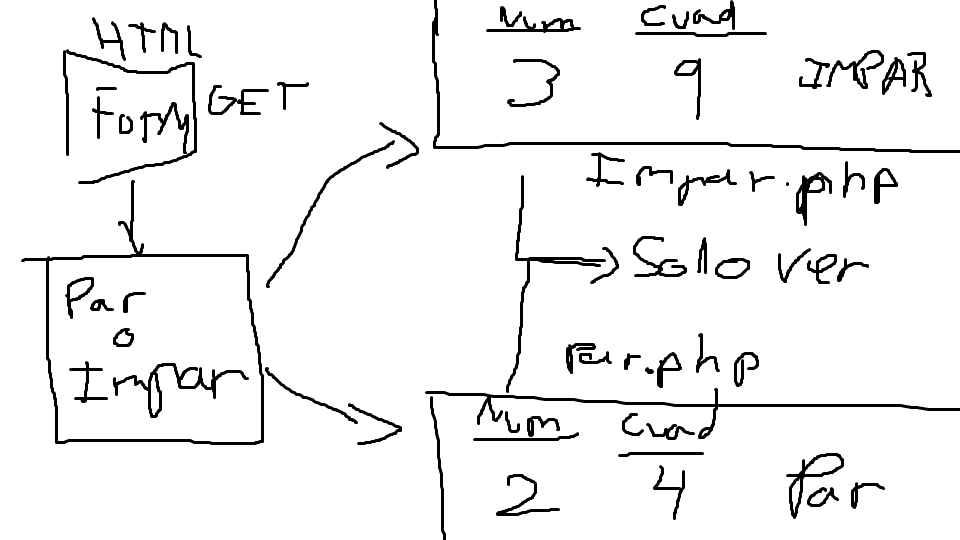 HTML
Form GET
Par
o
Impar
Num Cuad
3 9 IMPAR
Impar.php
Solo ver
Par.php
Num Cuad
2 4 Par